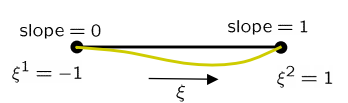 slope = 0
slope = 1
ξ¹ = −1
ξ
ξ² = 1